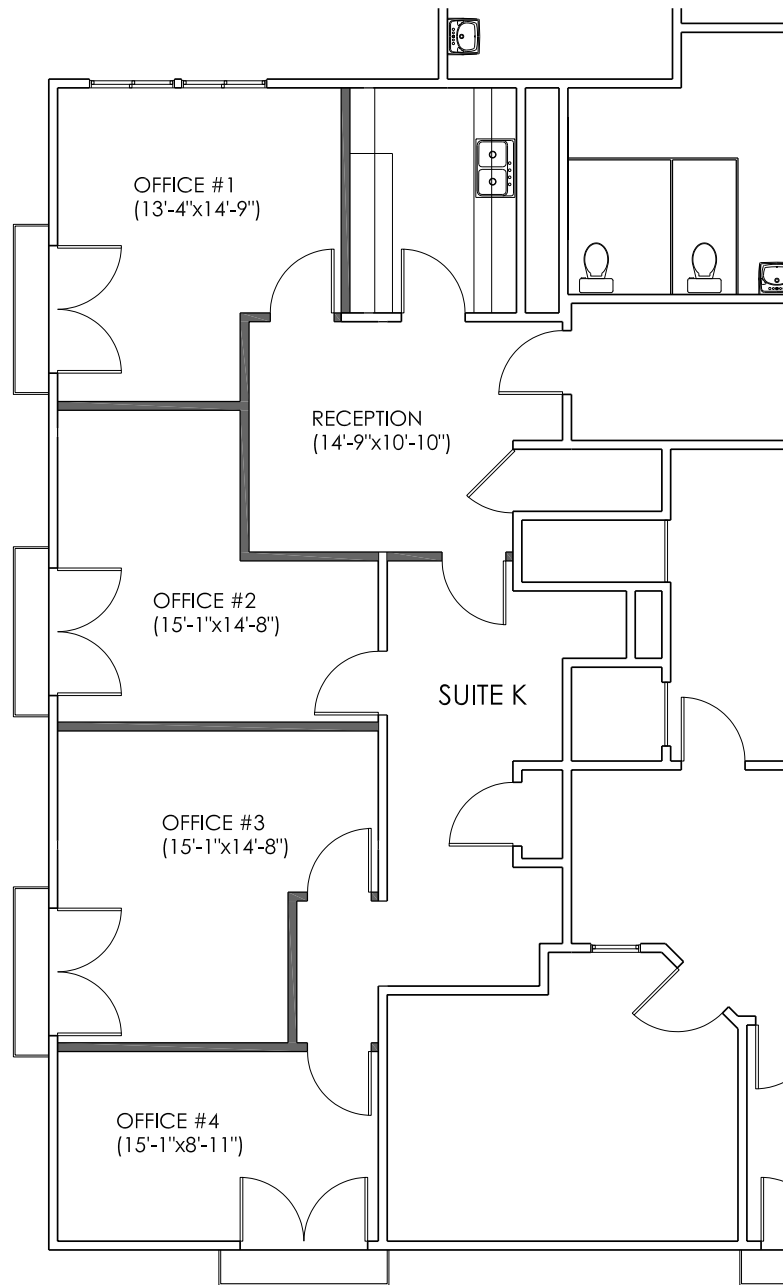 OFFICE #1
(13'-4"x14'-9")
RECEPTION
(14'-9"x10'-10")
OFFICE #2
(15'-1"x14'-8")
SUITE K
OFFICE #3
(15'-1"x14'-8")
OFFICE #4
(15'-1"x8'-11")